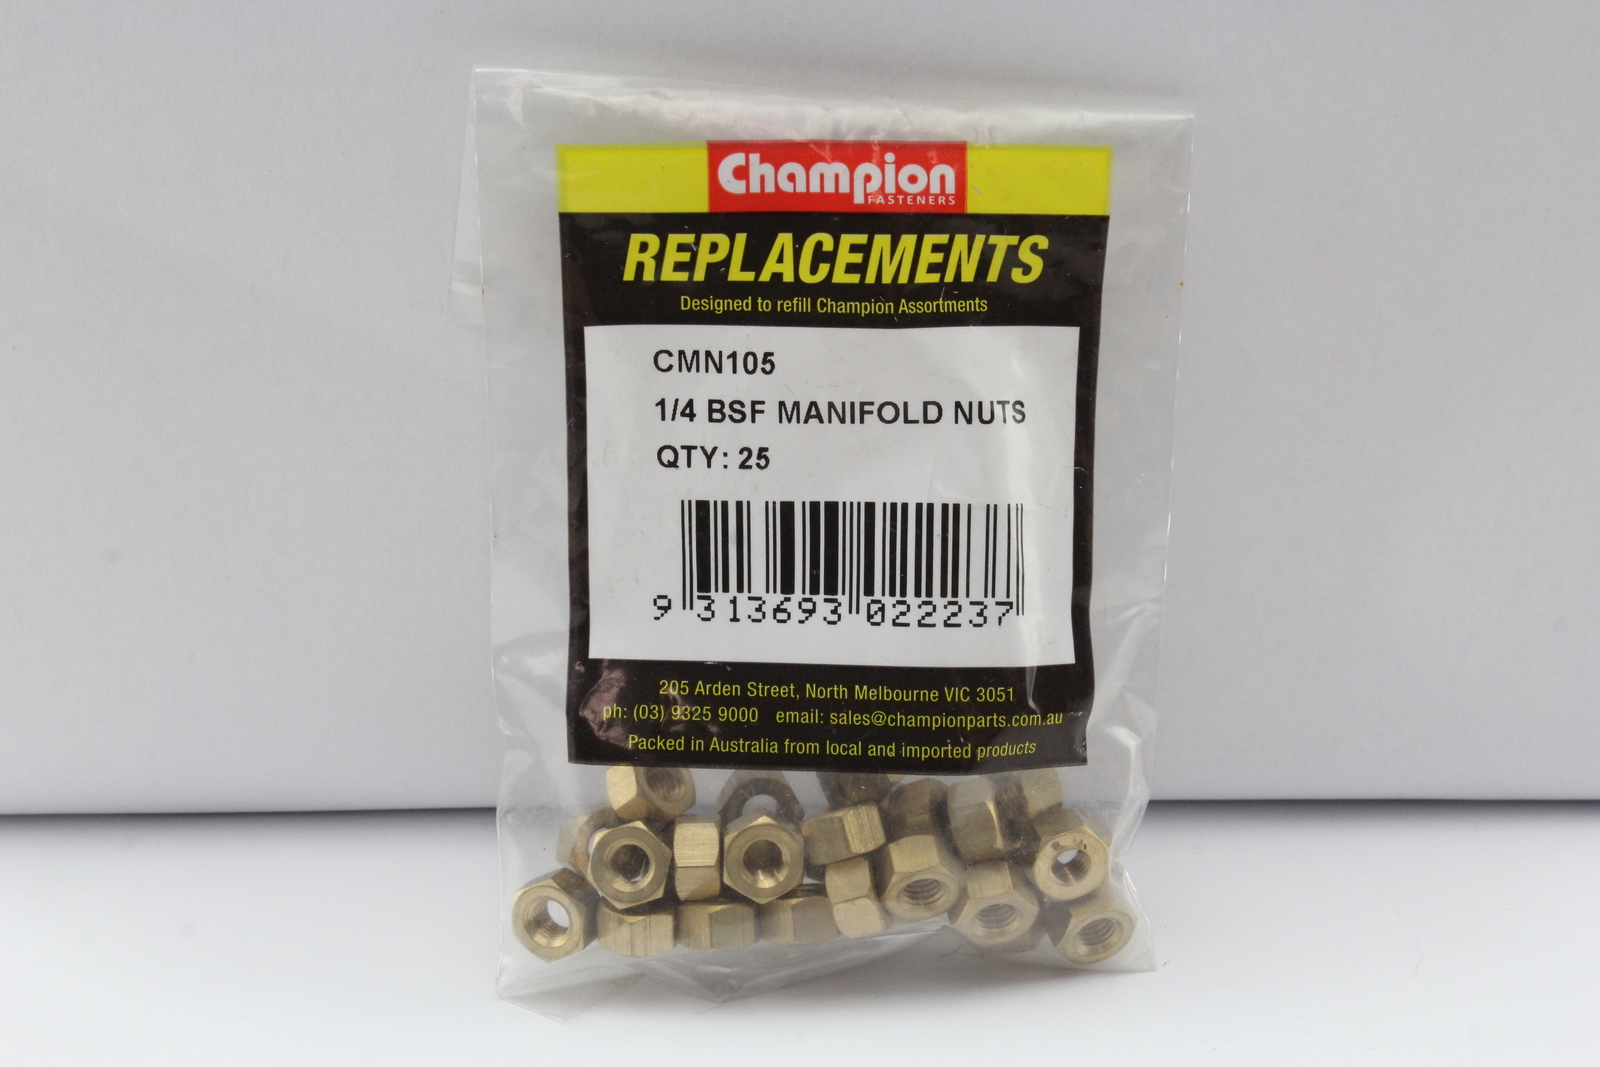 Champion
FASTENERS
REPLACEMENTS
Designed to refill Champion Assortments
CMN105
1/4 BSF MANIFOLD NUTS
QTY: 25
9 313693 022237
205 Arden Street, North Melbourne VIC 3051
ph: (03) 9325 9000 email: sales@championparts.com.au
Packed in Australia from local and imported products